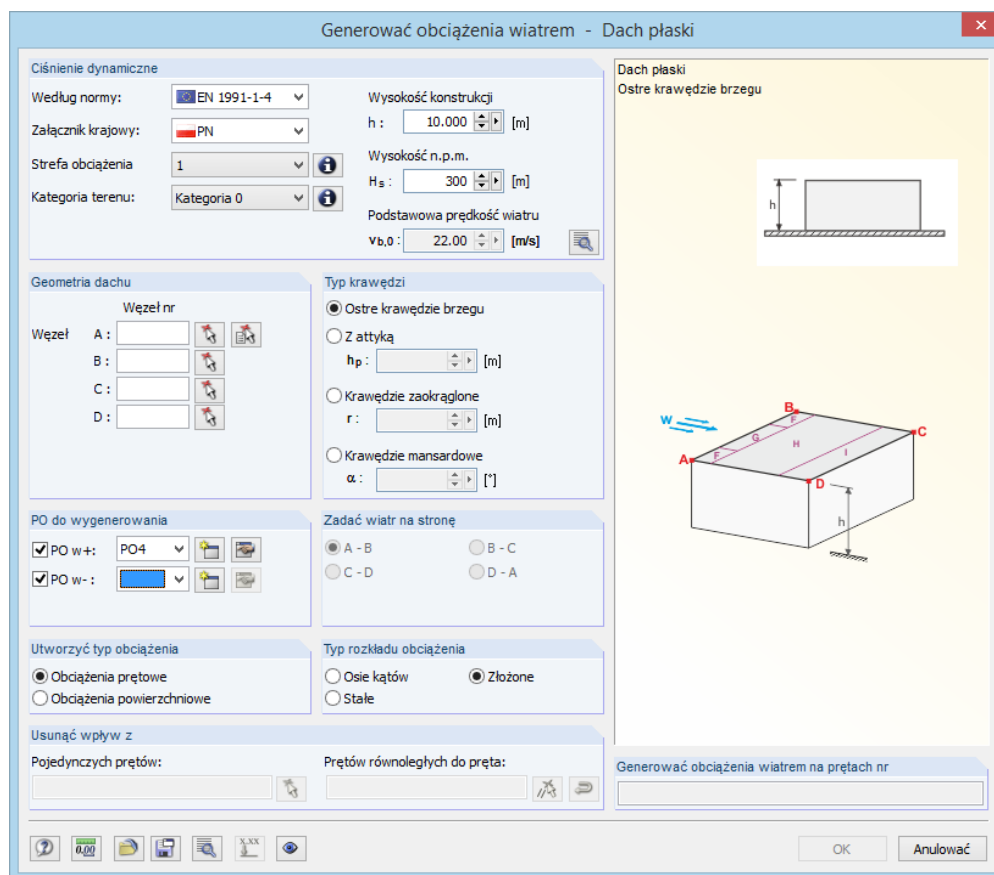 Generować obciążenia wiatrem - Dach płaski
Ciśnienie dynamiczne
Według normy:
EN 1991-1-4
Załącznik krajowy:
PN
Strefa obciążenia
1
Kategoria terenu:
Kategoria 0
Wysokość konstrukcji
h :
10.000
[m]
Wysokość n.p.m.
Hs :
300
[m]
Podstawowa prędkość wiatru
vb,0 :
22.00
[m/s]
Geometria dachu
Węzeł nr
Węzeł
A :
B :
C :
D :
Typ krawędzi
Ostre krawędzie brzegu
Z attyką
hp :
[m]
Krawędzie zaokrąglone
r :
[m]
Krawędzie mansardowe
α :
[°]
PO do wygenerowania
PO w+:
PO4
PO w- :
Zadać wiatr na stronę
A - B
B - C
C - D
D - A
Utworzyć typ obciążenia
Obciążenia prętowe
Obciążenia powierzchniowe
Typ rozkładu obciążenia
Osie kątów
Złożone
Stałe
Usunąć wpływ z
Pojedynczych prętów:
Prętów równoległych do pręta:
0.00
x.xx
Dach płaski
Ostre krawędzie brzegu
h
W
B
F
G
H
C
A
F
I
D
h
Generować obciążenia wiatrem na prętach nr
OK
Anulować